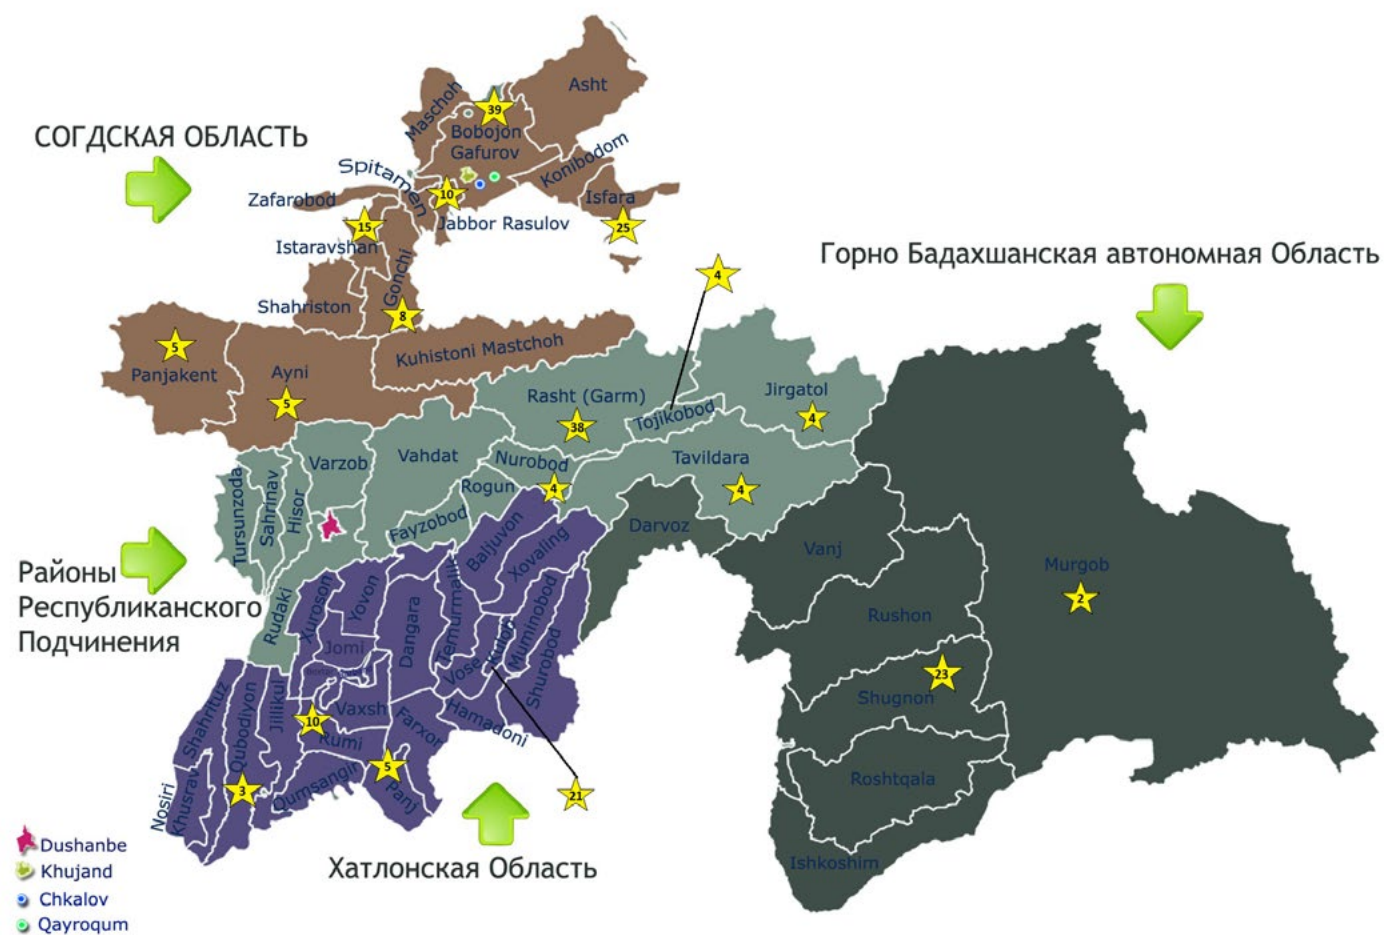 Asht
Maschoh
39
Bobojon
Gafurov
СОГДСКАЯ ОБЛАСТЬ
Konibodom
Spitamen
Isfara
Zafarobod
10
Jabbor Rasulov
25
15
Istaravshan
Горно Бадахшанская автономная Область
4
Gonchi
Shahriston
8
5
Panjakent
Kuhistoni Mastchoh
Ayni
5
Rasht (Garm)
38
Tojikobod
Jirgatol
4
Varzob
Vahdat
Nurobod
Tavildara
Tursunzoda
Sahrinav
Hisor
Rogun
4
4
Fayzobod
Baljuvon
Xovaling
Darvoz
Vanj
Murgob
2
Районы
Республиканского
Подчинения
Rudaki
Xuroson
Yovon
Dangara
Temurmalik
Muminobod
Shurobod
Rushon
Jomi
Vose
Kulob
23
Shugnon
Shahrituz
Qubodiyon
Jillikul
10
Vaxsh
Rumi
Farxor
Hamadoni
Nosiri
Khusrav
3
Qumsangir
5
Panj
21
Roshtqala
Ishkoshim
Хатлонская Область
Dushanbe
Khujand
Chkalov
Qayroqum